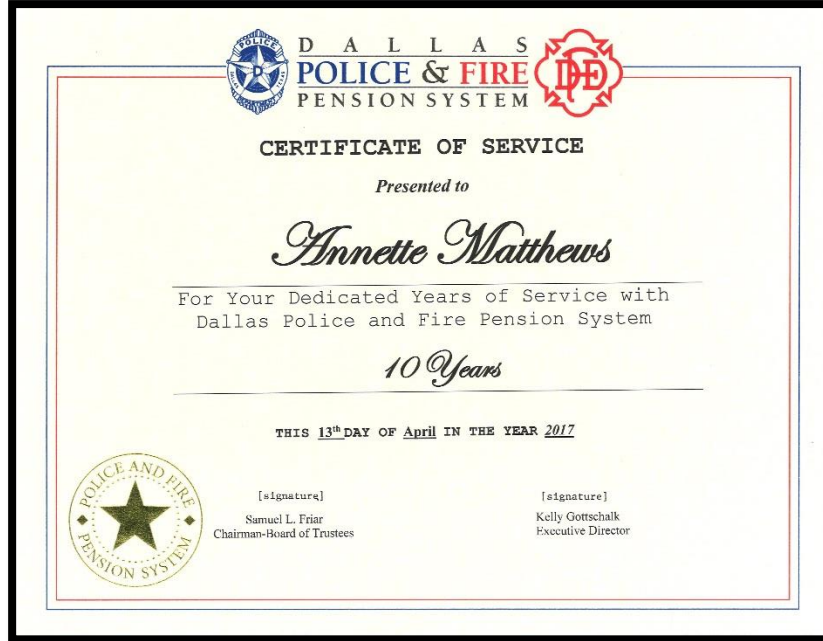 DALLAS
POLICE & FIRE
PENSION SYSTEM
POLICE
D
DFD
CERTIFICATE OF SERVICE
Presented to
Annette Matthews
For Your Dedicated Years of Service with
Dallas Police and Fire Pension System
10 Years
THIS 13th DAY OF April IN THE YEAR 2017
POLICE AND FIRE
PENSION SYSTEM
[signature]
Samuel L. Friar
Chairman-Board of Trustees
[signature]
Kelly Gottschalk
Executive Director